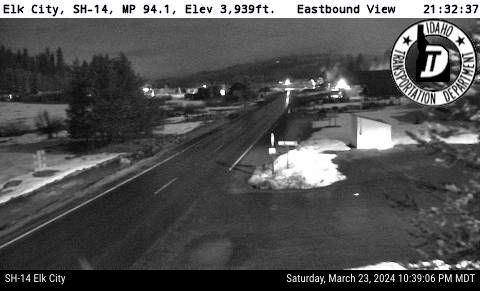 Elk City, SH-14, MP 94.1, Elev 3,939ft. Eastbound View 21:32:37
IDAHO
TRANSPORTATION DEPARTMENT
SH-14 Elk City Saturday, March 23, 2024 10:39:06 PM MDT